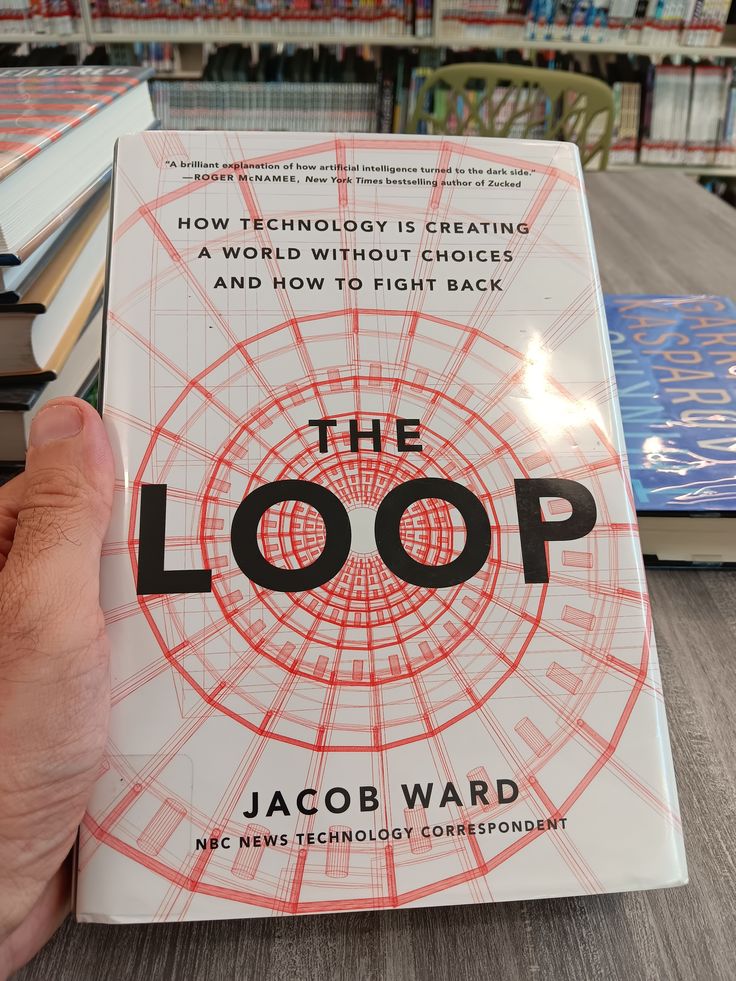 "A brilliant explanation of how artificial intelligence turned to the dark side."
—ROGER McNAMEE, New York Times bestselling author of Zucked
HOW TECHNOLOGY IS CREATING
A WORLD WITHOUT CHOICES
AND HOW TO FIGHT BACK
THE
LOOP
JACOB WARD
NBC NEWS TECHNOLOGY CORRESPONDENT
GARRY
KASPAROV